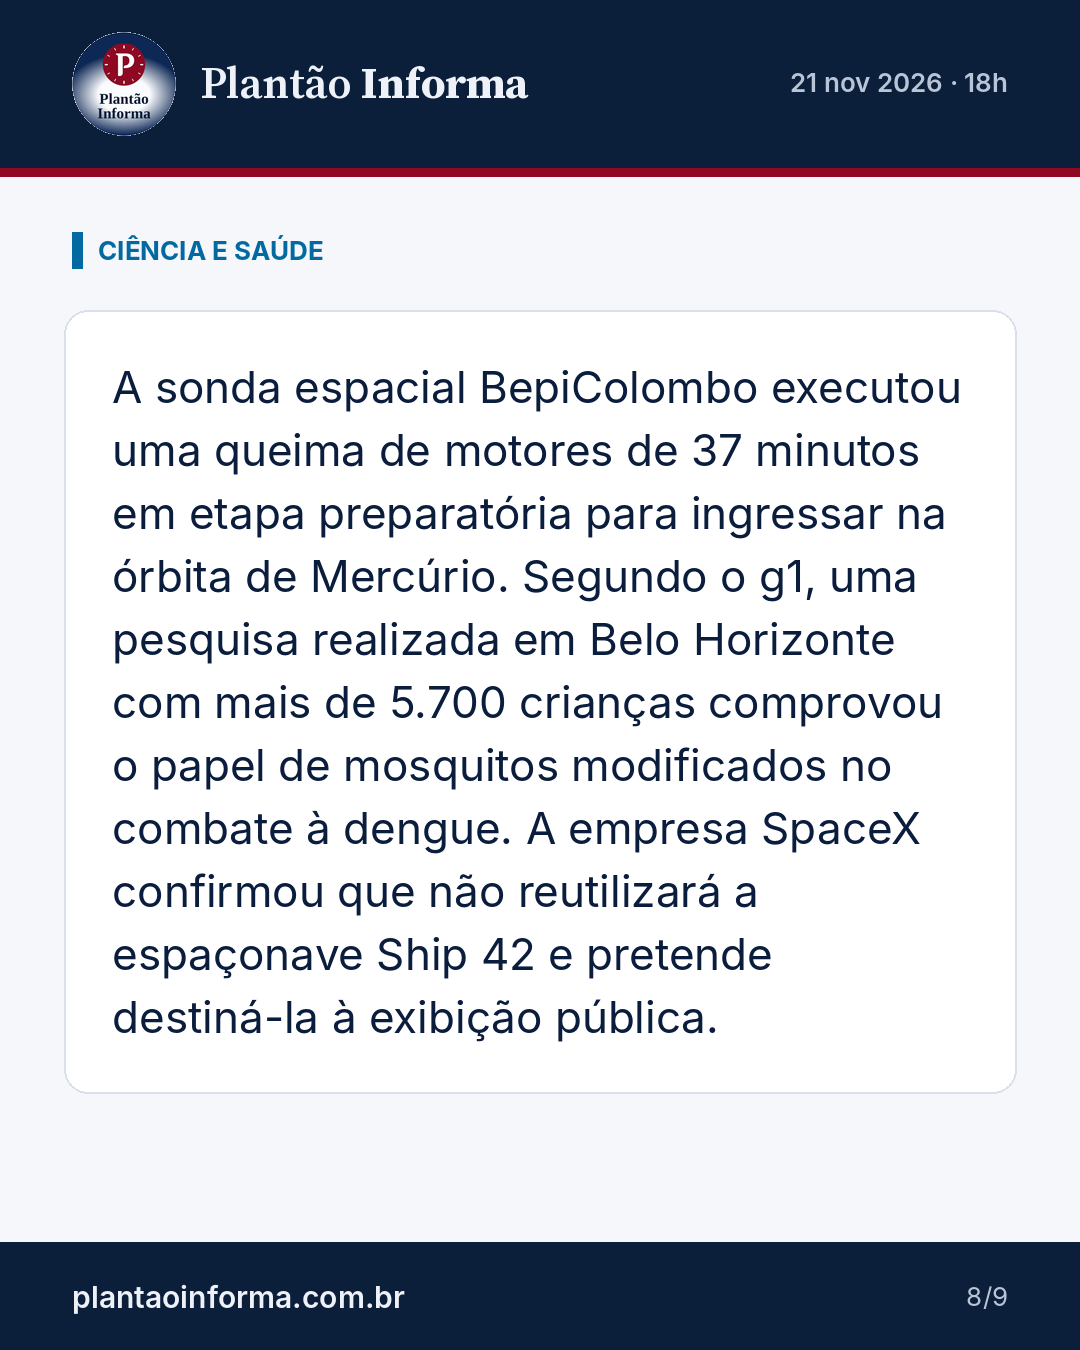 P
Plantão
Informa
Plantão Informa
21 nov 2026 · 18h
CIÊNCIA E SAÚDE
A sonda espacial BepiColombo executou
uma queima de motores de 37 minutos
em etapa preparatória para ingressar na
órbita de Mercúrio. Segundo o g1, uma
pesquisa realizada em Belo Horizonte
com mais de 5.700 crianças comprovou
o papel de mosquitos modificados no
combate à dengue. A empresa SpaceX
confirmou que não reutilizará a
espaçonave Ship 42 e pretende
destiná-la à exibição pública.
plantaoinforma.com.br
8/9